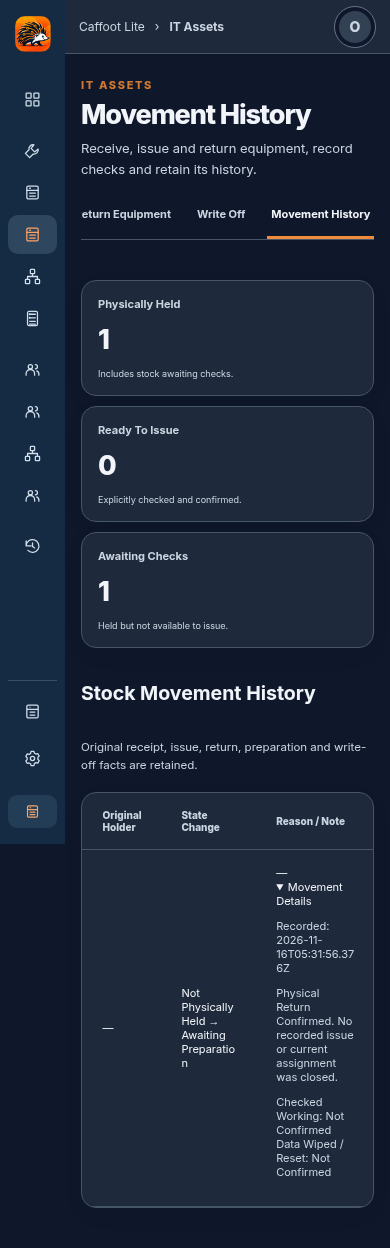 Caffoot Lite › IT Assets
O
IT ASSETS
Movement History
Receive, issue and return equipment, record
checks and retain its history.
eturn Equipment Write Off Movement History
Physically Held
1
Includes stock awaiting checks.
Ready To Issue
0
Explicitly checked and confirmed.
Awaiting Checks
1
Held but not available to issue.
Stock Movement History
Original receipt, issue, return, preparation and write-
off facts are retained.
Original
Holder
State
Change
Reason / Note
—
Not
Physically
Held →
Awaiting
Preparatio
n
—
▼ Movement
Details
Recorded:
2026-11-
16T05:31:56.37
6Z
Physical
Return
Confirmed. No
recorded issue
or current
assignment
was closed.
Checked
Working: Not
Confirmed
Data Wiped /
Reset: Not
Confirmed